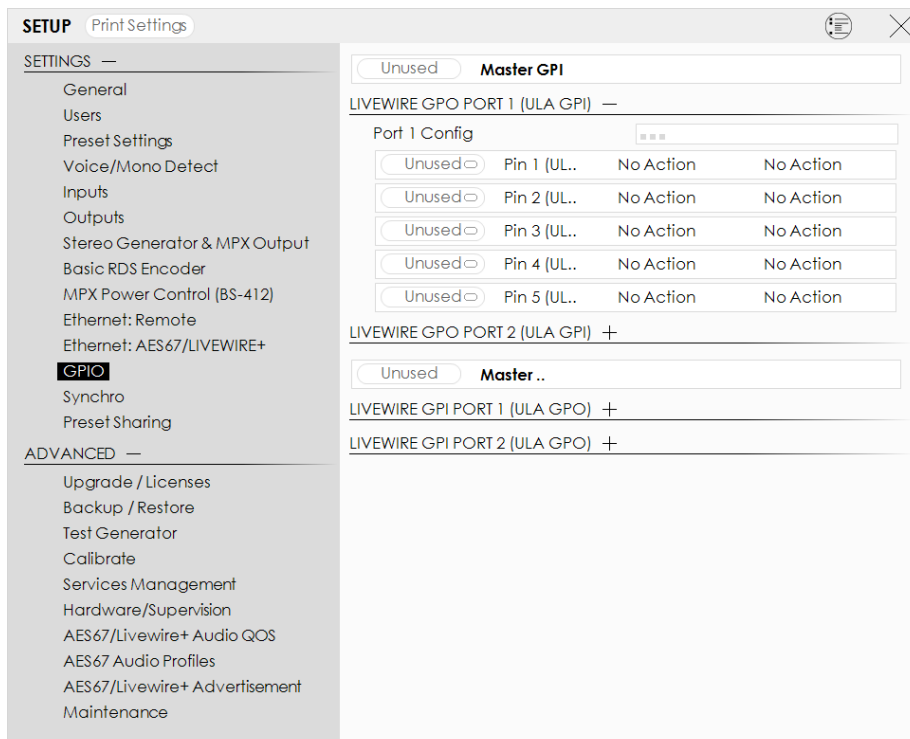 SETUP Print Settings
SETTINGS —
General
Users
Preset Settings
Voice/Mono Detect
Inputs
Outputs
Stereo Generator & MPX Output
Basic RDS Encoder
MPX Power Control (BS-412)
Ethernet: Remote
Ethernet: AES67/LIVEWIRE+
GPIO
Synchro
Preset Sharing
ADVANCED —
Upgrade / Licenses
Backup / Restore
Test Generator
Calibrate
Services Management
Hardware/Supervision
AES67/Livewire+ Audio QOS
AES67 Audio Profiles
AES67/Livewire+ Advertisement
Maintenance
Unused Master GPI
LIVEWIRE GPO PORT 1 (ULA GPI) —
Port 1 Config
Unused Pin 1 (UL.. No Action No Action
Unused Pin 2 (UL.. No Action No Action
Unused Pin 3 (UL.. No Action No Action
Unused Pin 4 (UL.. No Action No Action
Unused Pin 5 (UL.. No Action No Action
LIVEWIRE GPO PORT 2 (ULA GPI) +
Unused Master ..
LIVEWIRE GPI PORT 1 (ULA GPO) +
LIVEWIRE GPI PORT 2 (ULA GPO) +